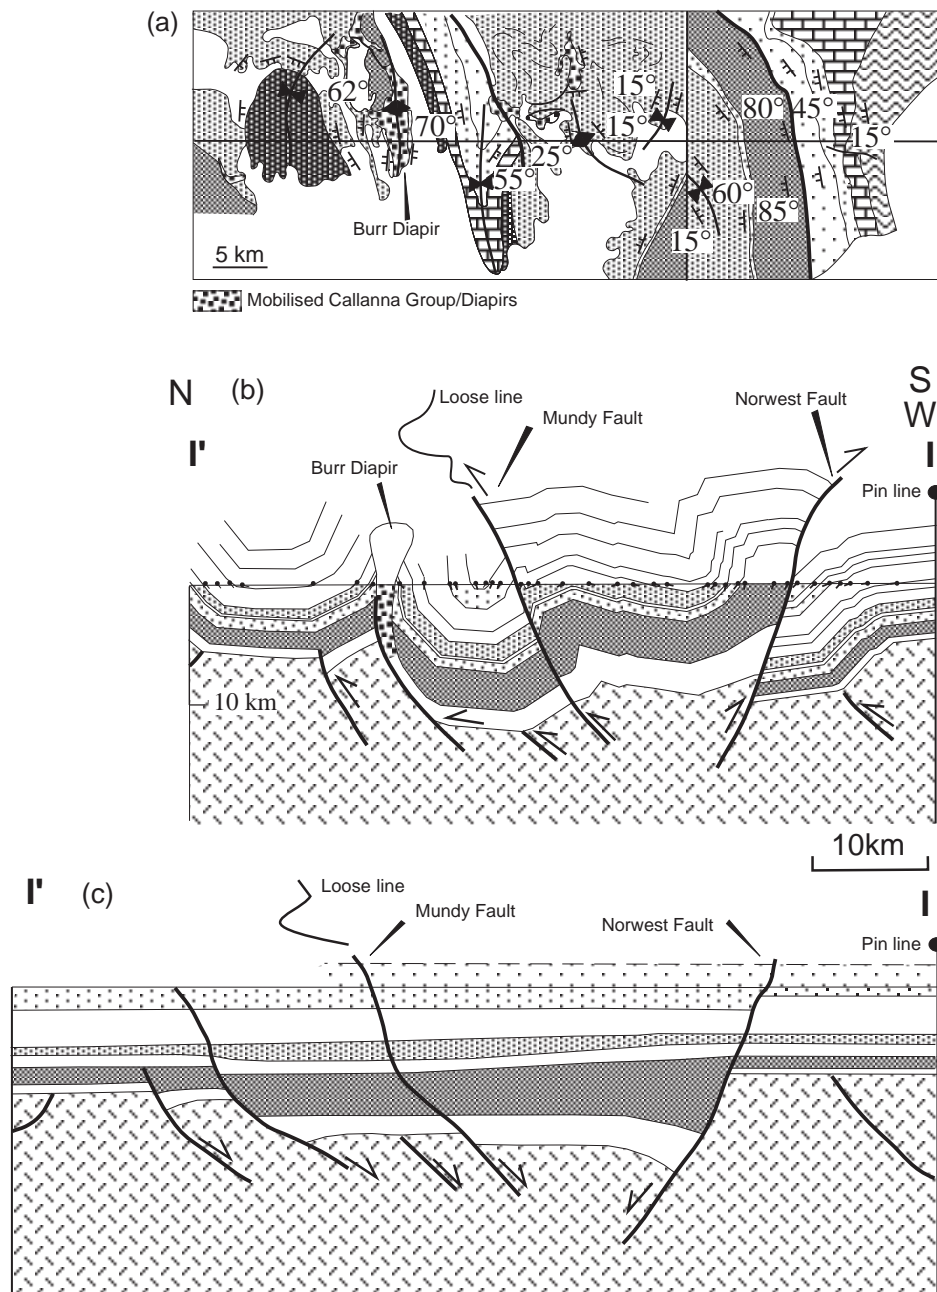 (a)
62°
70°
15°
15°
25°
55°
80°
45°
15°
60°
85°
15°
Burr Diapir
5 km
Mobilised Callanna Group/Diapirs
N
(b)
S
W
Loose line
Mundy Fault
Norwest Fault
I'
I
Burr Diapir
Pin line
10 km
10km
I'
(c)
I
Loose line
Mundy Fault
Norwest Fault
Pin line